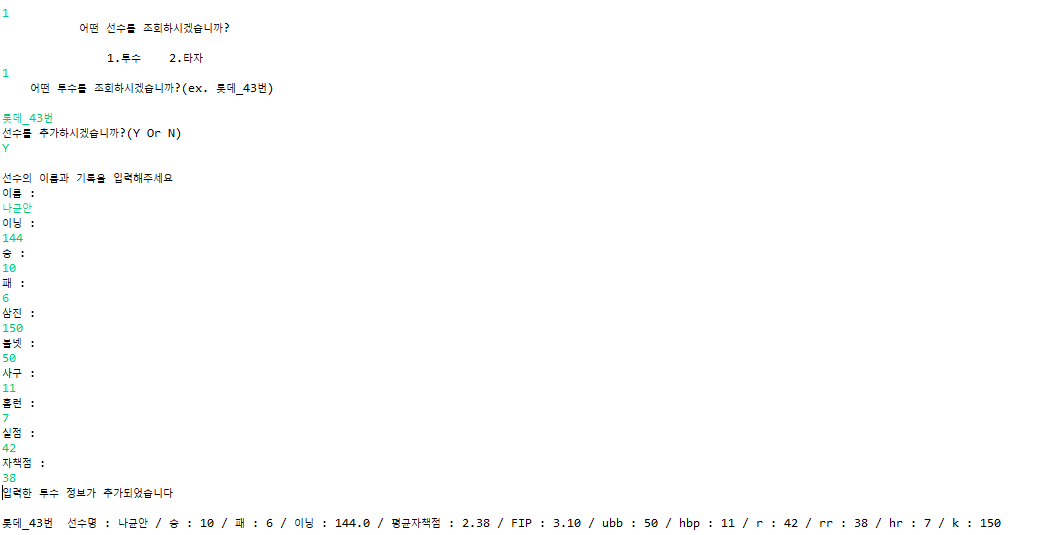 1
어떤 선수를 조회하시겠습니까?
1.투수 2.타자
1
어떤 투수를 조회하시겠습니까?(ex. 롯데_43번)
롯데_43번
선수를 추가하시겠습니까?(Y Or N)
Y
선수의 이름과 기록을 입력해주세요
이름 :
나균안
이닝 :
144
승 :
10
패 :
6
삼진 :
150
볼넷 :
50
사구 :
11
홈런 :
7
실점 :
42
자책점 :
38
입력한 투수 정보가 추가되었습니다
롯데_43번 선수명 : 나균안 / 승 : 10 / 패 : 6 / 이닝 : 144.0 / 평균자책점 : 2.38 / FIP : 3.10 / ubb : 50 / hbp : 11 / r : 42 / rr : 38 / hr : 7 / k : 150